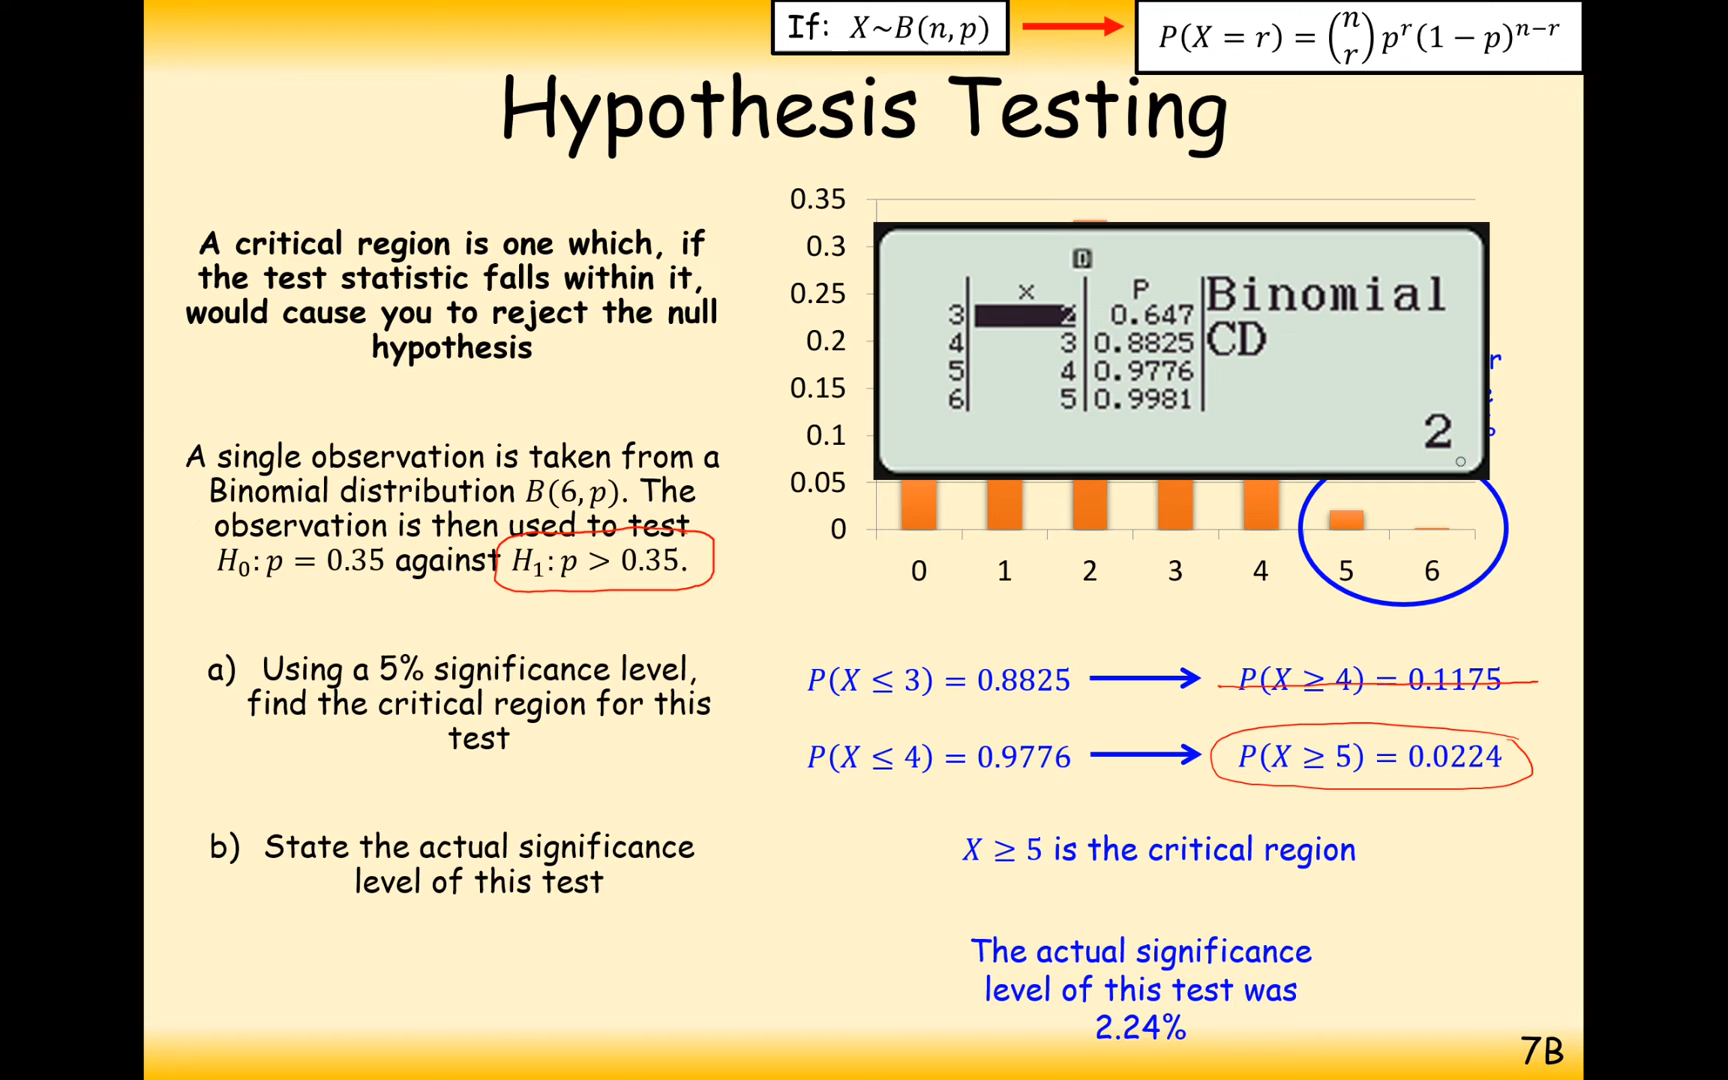 If: X~B(n, p)
P(X = r) = (n r) p^r (1 − p)^{n−r}
Hypothesis Testing
A critical region is one which, if
the test statistic falls within it,
would cause you to reject the null
hypothesis
A single observation is taken from a
Binomial distribution B(6, p). The
observation is then used to test
H₀: p = 0.35 against H₁: p > 0.35.
a) Using a 5% significance level,
find the critical region for this
test
b) State the actual significance
level of this test
0.35
0.3
0.25
0.2
0.15
0.1
0.05
0
0 1 2 3 4 5 6
D
x P
3 2 0.647
4 3 0.8825
5 4 0.9776
6 5 0.9981
Binomial
CD
2
r
P(X ≤ 3) = 0.8825 P(X ≥ 4) = 0.1175
P(X ≤ 4) = 0.9776 P(X ≥ 5) = 0.0224
X ≥ 5 is the critical region
The actual significance
level of this test was
2.24%
7B